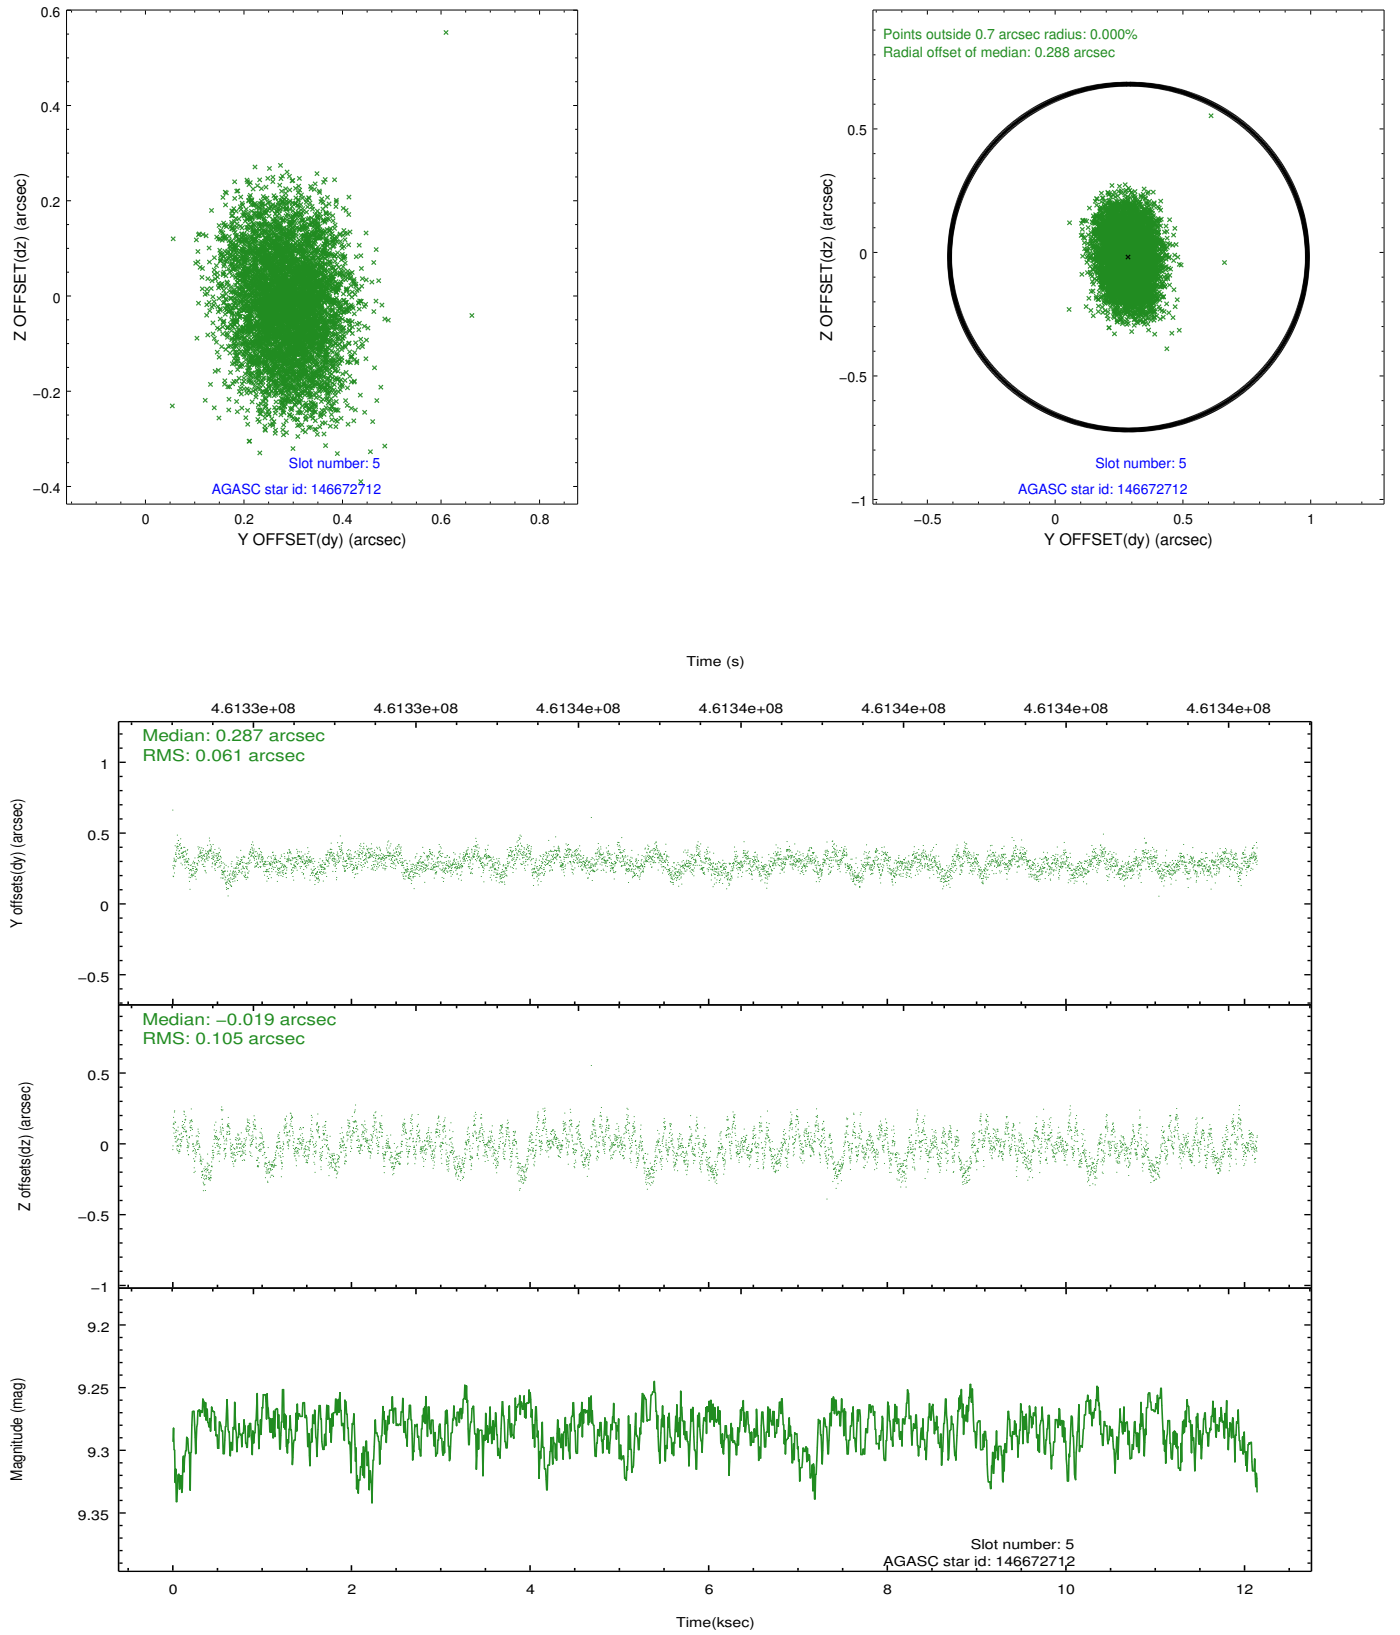 0.6
0.4
0.2
0
−0.2
−0.4
Z OFFSET(dz) (arcsec)
Slot number: 5
AGASC star id: 146672712
0 0.2 0.4 0.6 0.8
Y OFFSET(dy) (arcsec)
Points outside 0.7 arcsec radius: 0.000%
Radial offset of median: 0.288 arcsec
0.5
0
−0.5
−1
Z OFFSET(dz) (arcsec)
Slot number: 5
AGASC star id: 146672712
−0.5 0 0.5 1
Y OFFSET(dy) (arcsec)
Time (s)
4.6133e+08 4.6133e+08 4.6134e+08 4.6134e+08 4.6134e+08 4.6134e+08 4.6134e+08
Median: 0.287 arcsec
RMS: 0.061 arcsec
1
0.5
0
−0.5
Y offsets(dy) (arcsec)
Median: −0.019 arcsec
RMS: 0.105 arcsec
0.5
0
−0.5
−1
Z offsets(dz) (arcsec)
9.2
9.25
9.3
9.35
Magnitude (mag)
Slot number: 5
AGASC star id: 146672712
0 2 4 6 8 10 12
Time(ksec)